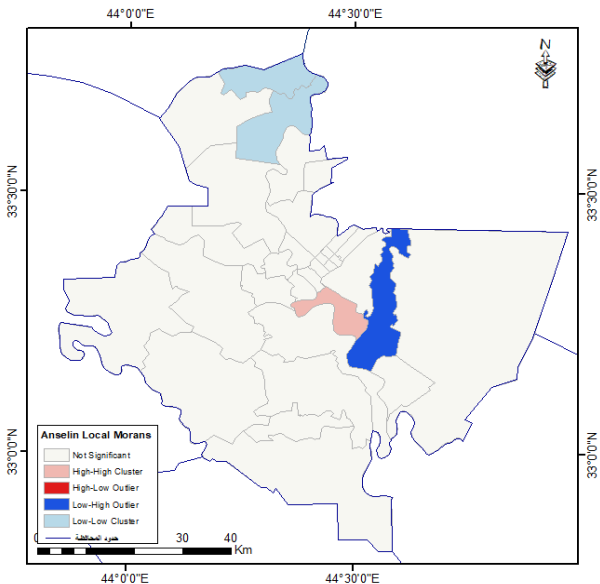 44°0'0"E
44°30'0"E
N
33°30'0"N
33°30'0"N
33°0'0"N
33°0'0"N
Anselin Local Morans
Not Significant
High-High Cluster
High-Low Outlier
Low-High Outlier
Low-Low Cluster
حدود المحافظة
30
40
Km
44°0'0"E
44°30'0"E